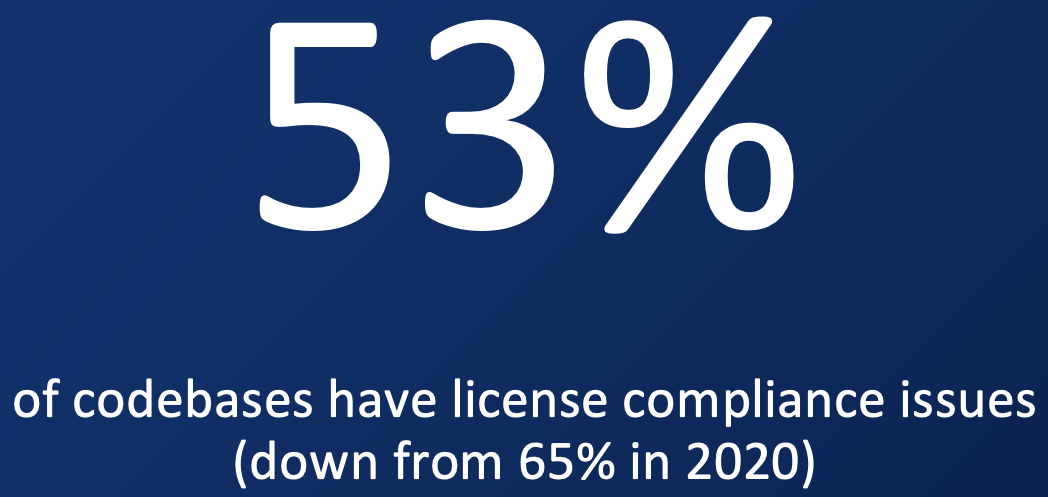 53%
of codebases have license compliance issues
(down from 65% in 2020)